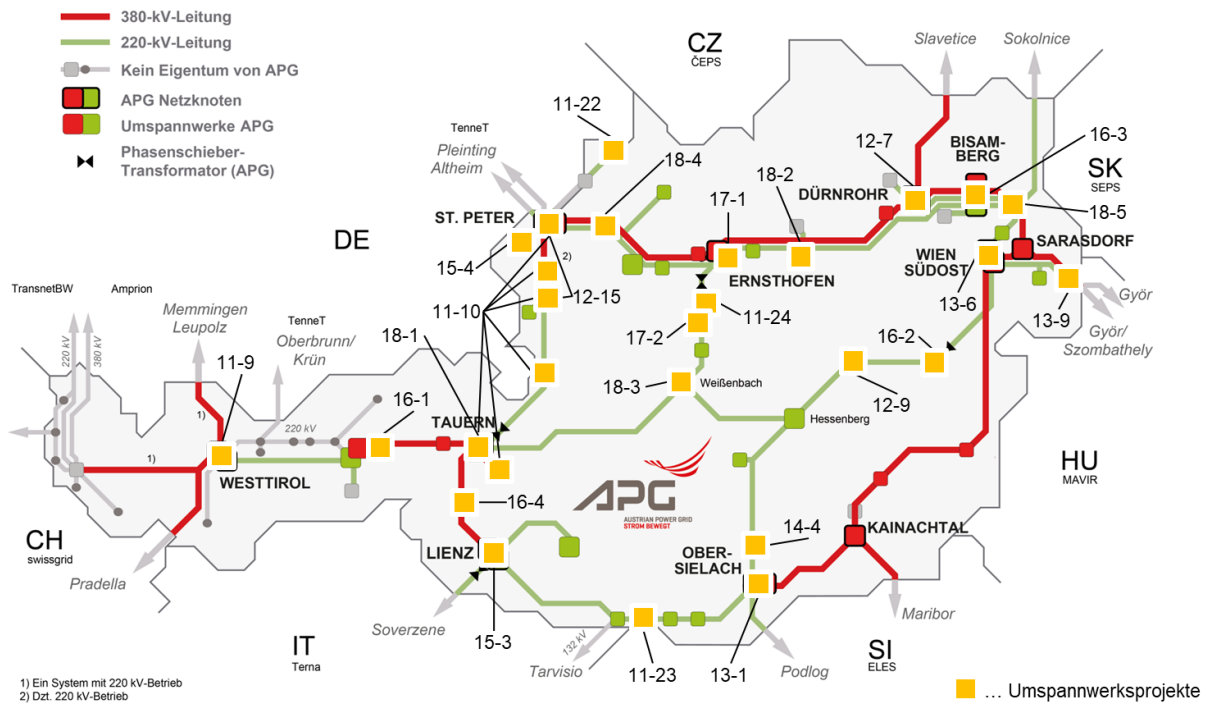 380-kV-Leitung
220-kV-Leitung
Kein Eigentum von APG
APG Netzknoten
Umspannwerke APG
Phasenschieber-
Transformator (APG)
CZ
ČEPS
Slavetice
Sokolnice
11-22
TenneT
Pleinting
Altheim
18-4
12-7
BISAM-
BERG
16-3
SK
SEPS
18-2
DÜRNROHR
17-1
ST. PETER
18-5
DE
15-4
2)
SARASDORF
WIEN
SÜDOST
ERNSTHOFEN
12-15
11-10
13-6
13-9
Györ
Györ/
Szombathely
TransnetBW
Amprion
Memmingen
Leupolz
TenneT
Oberbrunn/
Krün
220 kV
380 kV
11-9
18-1
11-24
17-2
16-2
18-3
Weißenbach
12-9
1)
220 kV
16-1
TAUERN
Hessenberg
1)
WESTTIROL
HU
MAVIR
16-4
APG
AUSTRIAN POWER GRID
STROM BEWEGT
CH
swissgrid
Pradella
LIENZ
OBER-
SIELACH
14-4
KAINACHTAL
Soverzene
15-3
132 kV
Tarvisio
11-23
13-1
Podlog
Maribor
IT
Terna
SI
ELES
1) Ein System mit 220 kV-Betrieb
2) Dzt. 220 kV-Betrieb
... Umspannwerksprojekte